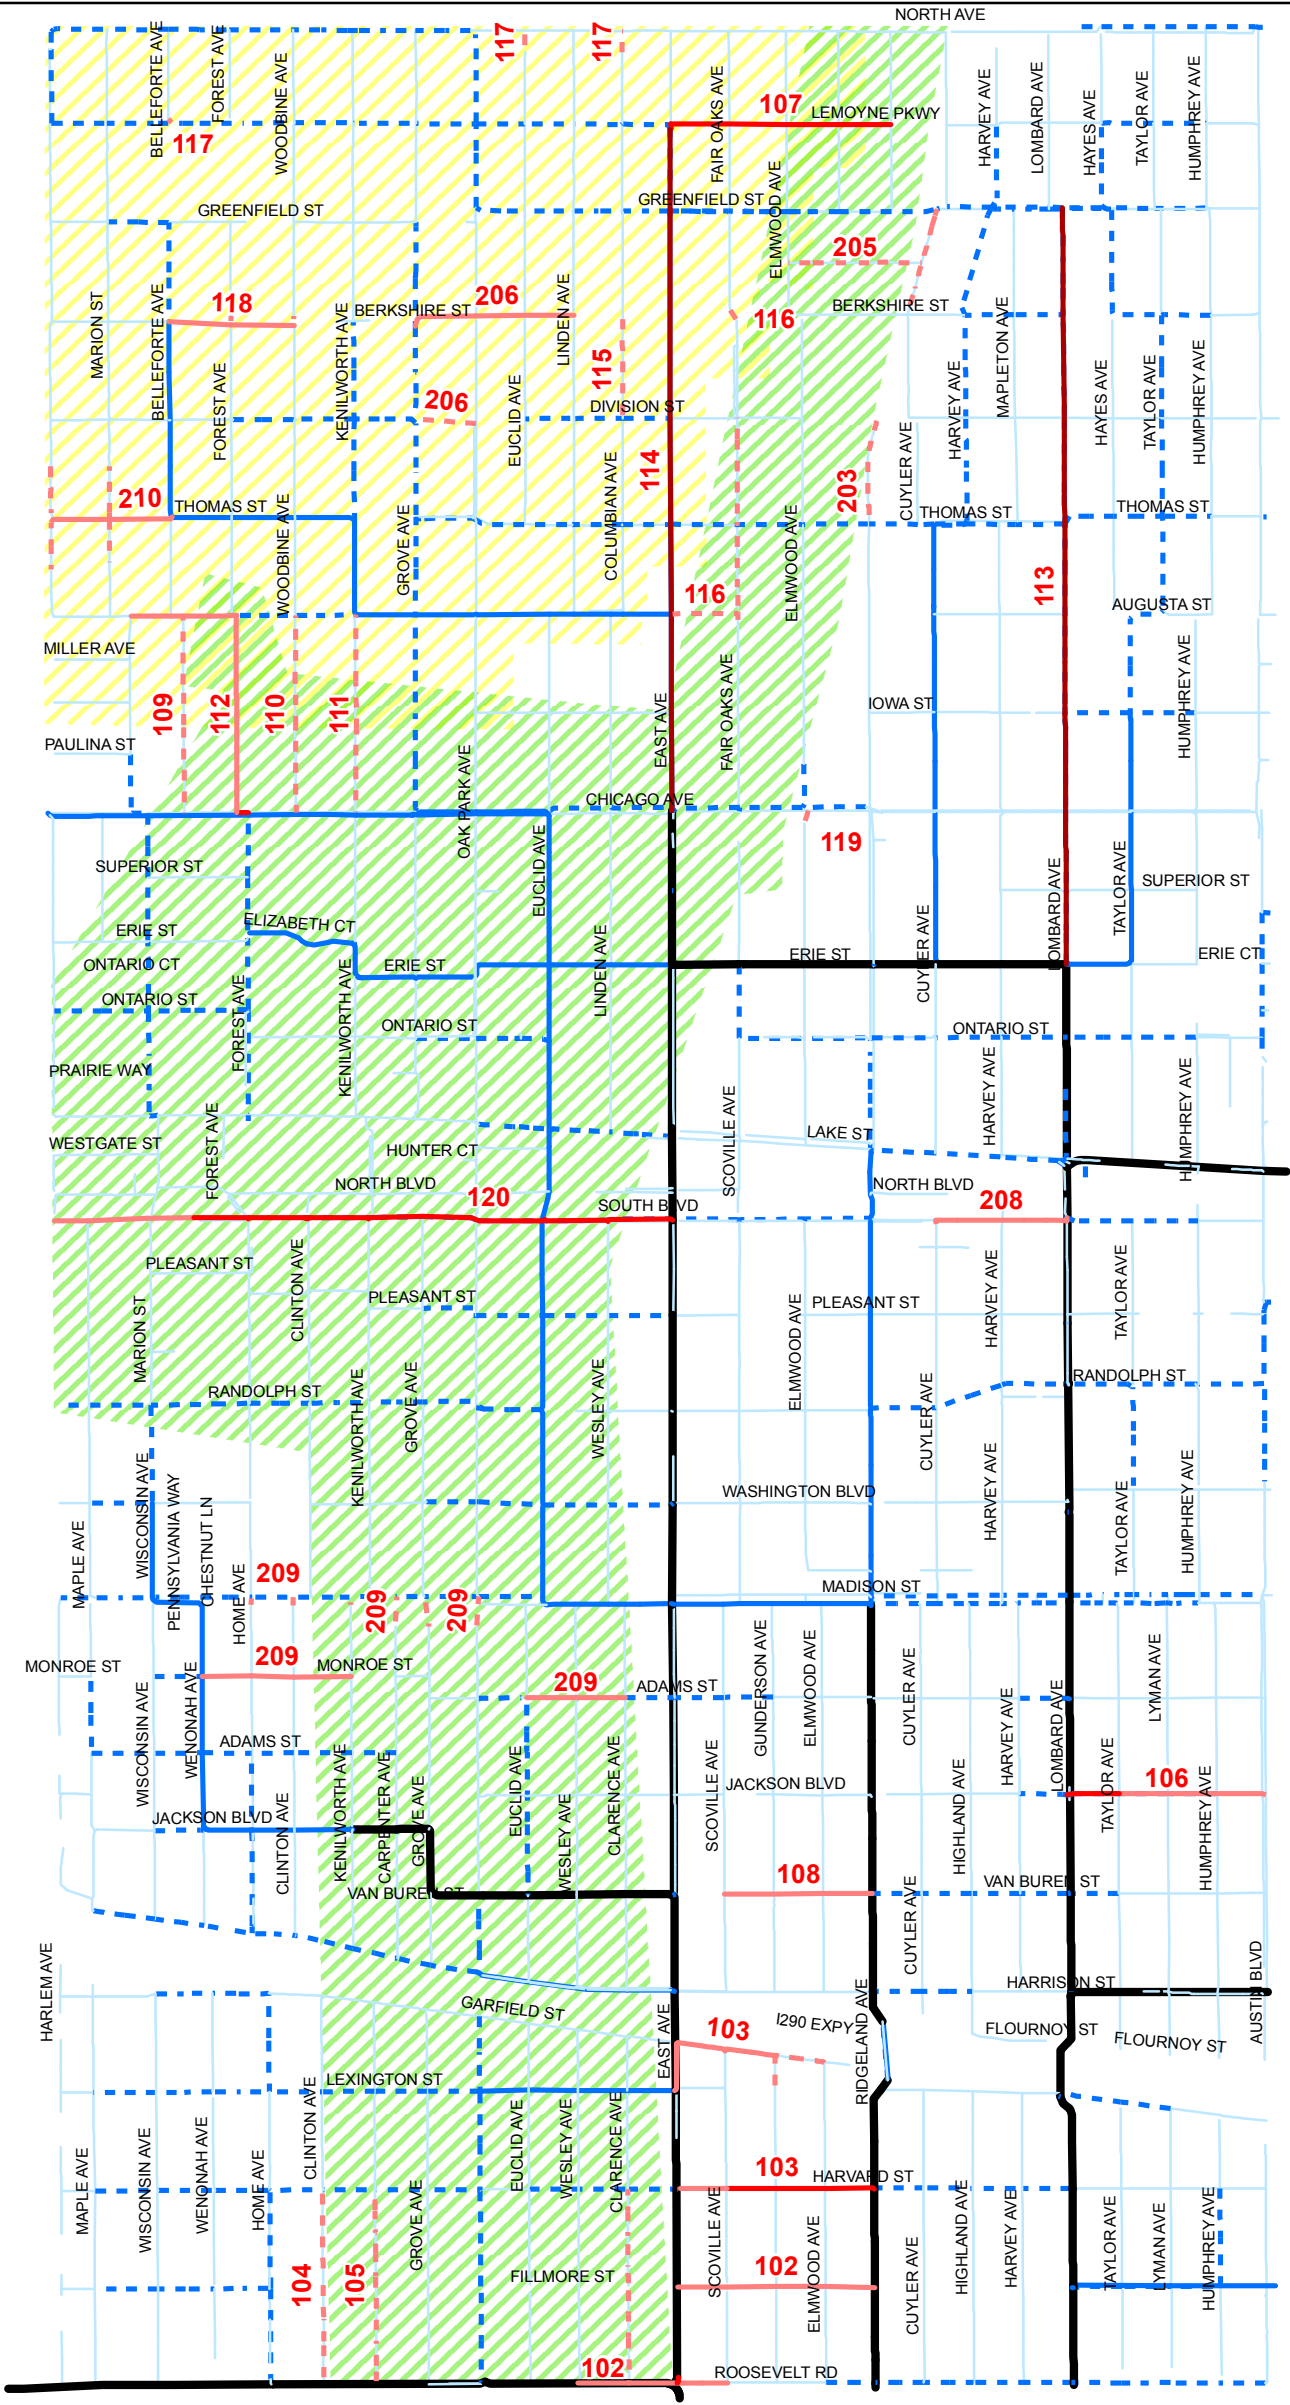 NORTH AVE
BELLEFORTE AVE
FOREST AVE
WOODBINE AVE
117
117
FAIR OAKS AVE
107
LEMOYNE PKWY
HARVEY AVE
LOMBARD AVE
HAYES AVE
TAYLOR AVE
HUMPHREY AVE
117
GREENFIELD ST
GREENFIELD ST
ELMWOOD AVE
205
MARION ST
BELLEFORTE AVE
118
FOREST AVE
KENILWORTH AVE
BERKSHIRE ST
206
LINDEN AVE
115
116
BERKSHIRE ST
MAPLETON AVE
HARVEY AVE
HAYES AVE
TAYLOR AVE
HUMPHREY AVE
206
EUCLID AVE
DIVISION ST
114
COLUMBIAN AVE
203
CUYLER AVE
210
THOMAS ST
WOODBINE AVE
GROVE AVE
ELMWOOD AVE
THOMAS ST
THOMAS ST
113
116
AUGUSTA ST
MILLER AVE
109
112
110
111
EAST AVE
FAIR OAKS AVE
IOWA ST
HUMPHREY AVE
PAULINA ST
OAK PARK AVE
CHICAGO AVE
119
SUPERIOR ST
EUCLID AVE
LOMBARD AVE
TAYLOR AVE
SUPERIOR ST
ERIE ST
ELIZABETH CT
ONTARIO CT
ERIE ST
LINDEN AVE
ERIE ST
CUYLER AVE
ERIE CT
ONTARIO ST
FOREST AVE
KENILWORTH AVE
ONTARIO ST
ONTARIO ST
PRAIRIE WAY
SCOVILLE AVE
HARVEY AVE
HUMPHREY AVE
WESTGATE ST
FOREST AVE
HUNTER CT
LAKE ST
NORTH BLVD
120
SOUTH BLVD
NORTH BLVD
208
PLEASANT ST
CLINTON AVE
PLEASANT ST
PLEASANT ST
MARION ST
ELMWOOD AVE
HARVEY AVE
TAYLOR AVE
RANDOLPH ST
KENILWORTH AVE
GROVE AVE
WESLEY AVE
CUYLER AVE
RANDOLPH ST
WASHINGTON BLVD
HARVEY AVE
TAYLOR AVE
HUMPHREY AVE
MAPLE AVE
WISCONSIN AVE
PENNSYLVANIA WAY
CHESTNUT LN
HOME AVE
209
209
209
MADISON ST
MONROE ST
209
MONROE ST
209
ADAMS ST
GUNDERSON AVE
ELMWOOD AVE
CUYLER AVE
HARVEY AVE
LOMBARD AVE
LYMAN AVE
WISCONSIN AVE
WENONAH AVE
ADAMS ST
KENILWORTH AVE
CARPENTER AVE
GROVE AVE
EUCLID AVE
WESLEY AVE
CLARENCE AVE
SCOVILLE AVE
JACKSON BLVD
HIGHLAND AVE
TAYLOR AVE
106
HUMPHREY AVE
JACKSON BLVD
CLINTON AVE
VAN BUREN ST
108
CUYLER AVE
VAN BUREN ST
HARLEM AVE
GARFIELD ST
EAST AVE
103
I290 EXPY
RIDGELAND AVE
HARRISON ST
FLOURNOY ST
FLOURNOY ST
AUSTIN BLVD
LEXINGTON ST
MAPLE AVE
WISCONSIN AVE
WENONAH AVE
HOME AVE
CLINTON AVE
GROVE AVE
EUCLID AVE
WESLEY AVE
CLARENCE AVE
103
HARVARD ST
104
105
FILLMORE ST
SCOVILLE AVE
102
ELMWOOD AVE
CUYLER AVE
HIGHLAND AVE
HARVEY AVE
TAYLOR AVE
LYMAN AVE
HUMPHREY AVE
102
ROOSEVELT RD